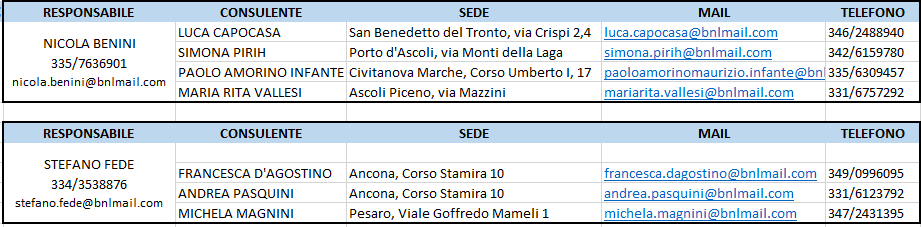 RESPONSABILE CONSULENTE SEDE MAIL TELEFONO
NICOLA BENINI
335/7636901
nicola.benini@bnlmail.com
LUCA CAPOCASA San Benedetto del Tronto, via Crispi 2,4 luca.capocasa@bnlmail.com 346/2488940
SIMONA PIRIH Porto d'Ascoli, via Monti della Laga simona.pirih@bnlmail.com 342/6159780
PAOLO AMORINO INFANTE Civitanova Marche, Corso Umberto I, 17 paoloamorinomaurizio.infante@bnl 335/6309457
MARIA RITA VALLESI Ascoli Piceno, via Mazzini mariarita.vallesi@bnlmail.com 331/6757292
RESPONSABILE CONSULENTE SEDE MAIL TELEFONO
STEFANO FEDE
334/3538876
stefano.fede@bnlmail.com
FRANCESCA D'AGOSTINO Ancona, Corso Stamira 10 francesca.dagostino@bnlmail.com 349/0996095
ANDREA PASQUINI Ancona, Corso Stamira 10 andrea.pasquini@bnlmail.com 331/6123792
MICHELA MAGNINI Pesaro, Viale Goffredo Mameli 1 michela.magnini@bnlmail.com 347/2431395